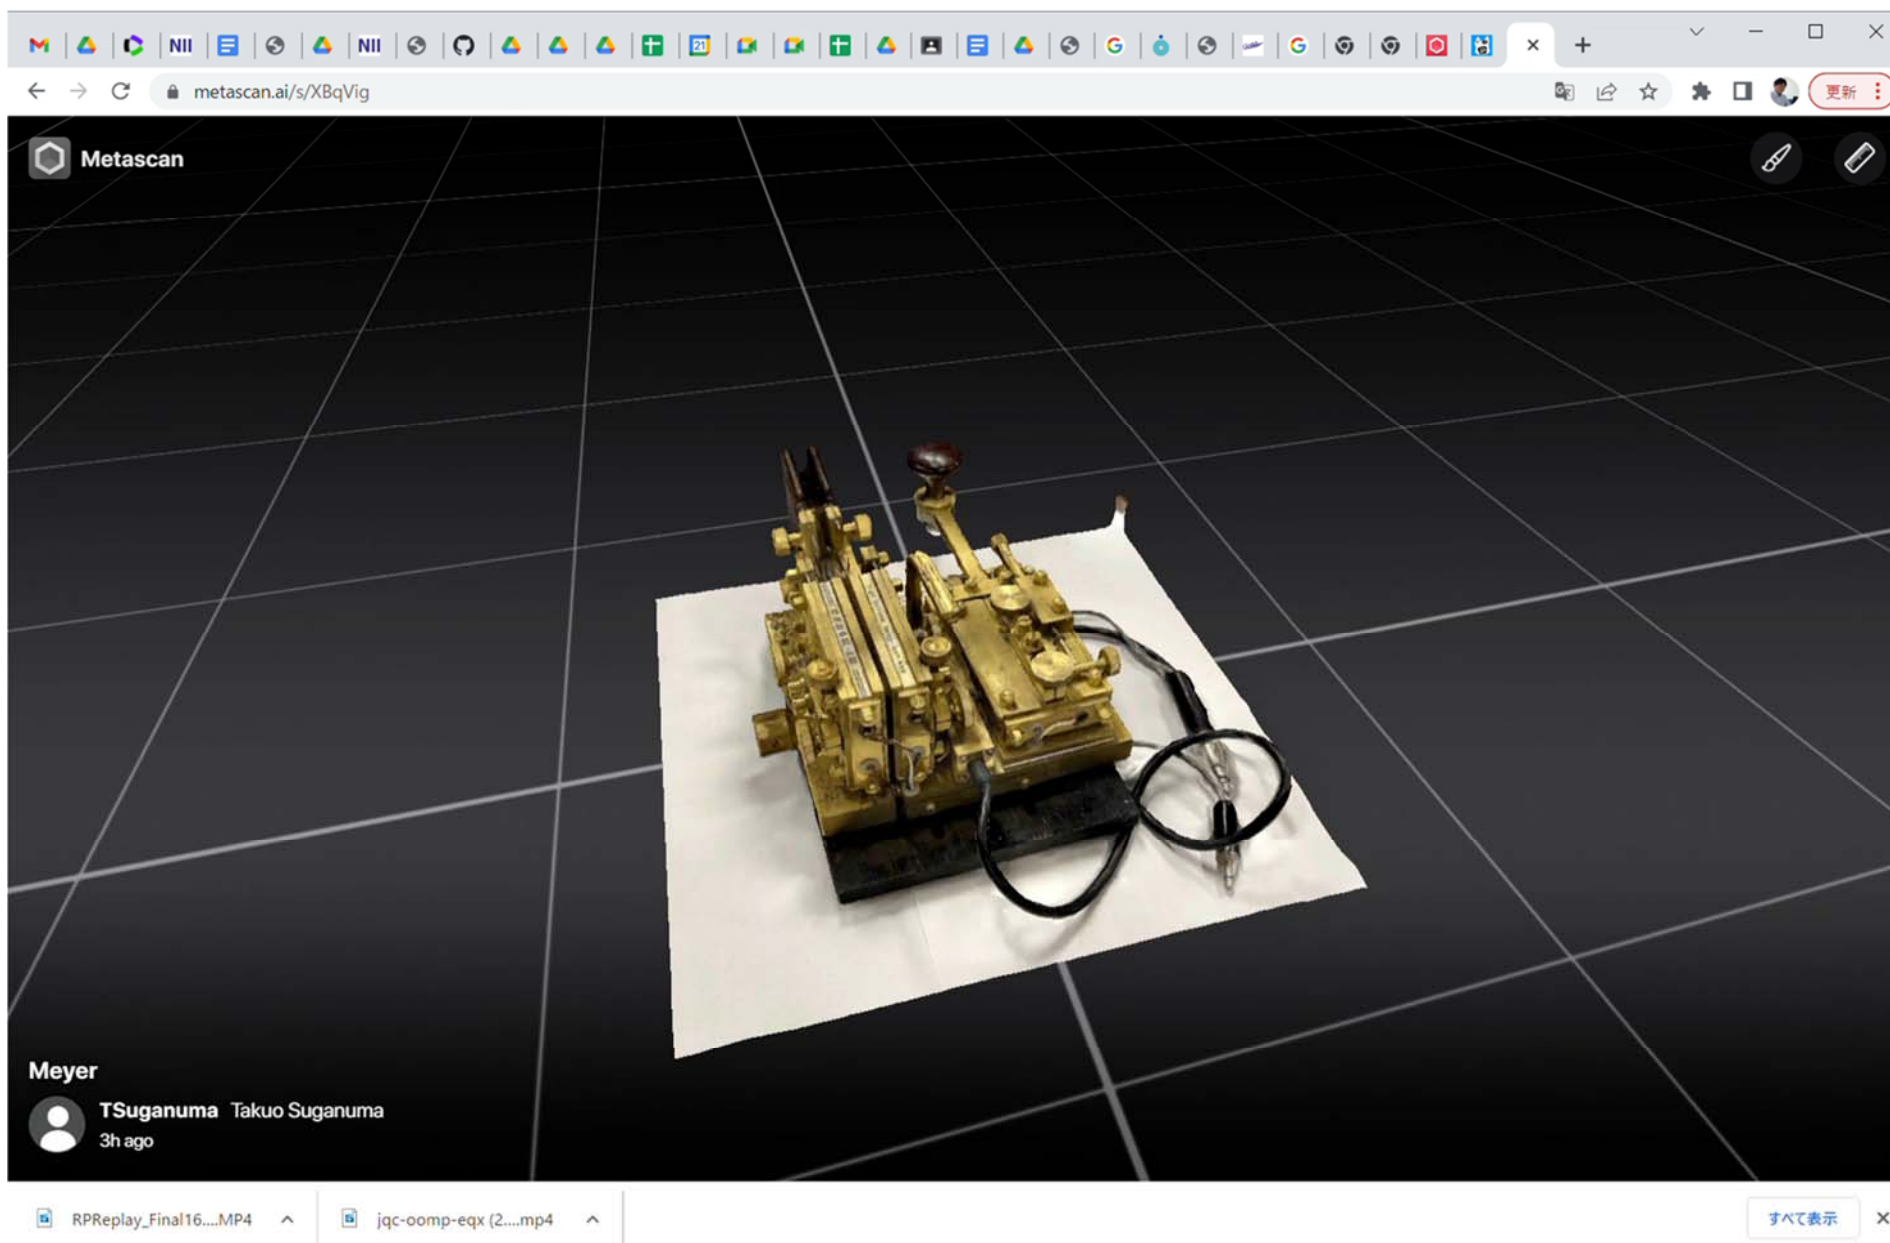 NII
NII
21
metascan.ai/s/XBqVig
更新
Metascan
Meyer
TSuganuma Takuo Suganuma
3h ago
RPReplay_Final16....MP4
jqc-oomp-eqx (2....mp4
すべて表示